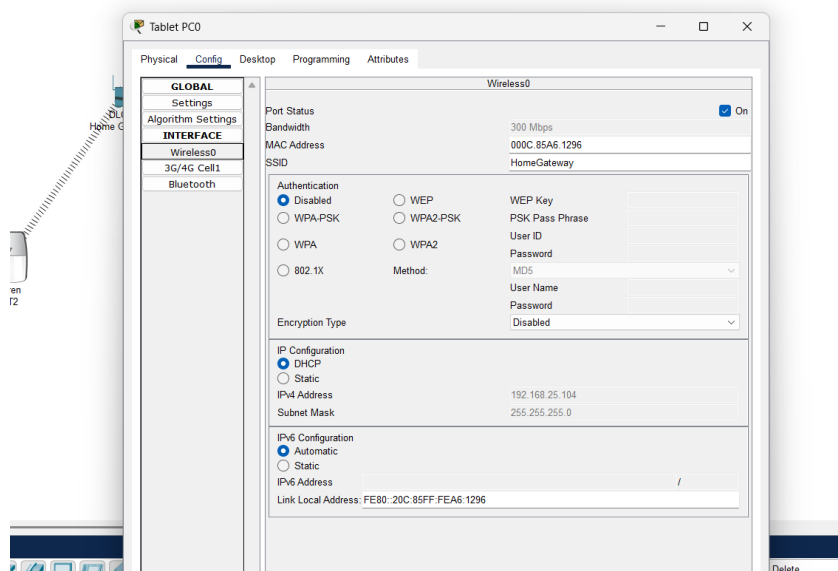 Tablet PC0
Physical Config Desktop Programming Attributes
GLOBAL
Settings
Algorithm Settings
INTERFACE
Wireless0
3G/4G Cell1
Bluetooth
Wireless0
Port Status On
Bandwidth 300 Mbps
MAC Address 000C.85A6.1296
SSID HomeGateway
Authentication
Disabled WEP WEP Key
WPA-PSK WPA2-PSK PSK Pass Phrase
User ID
WPA WPA2
Password
802.1X Method: MD5
User Name
Password
Encryption Type Disabled
IP Configuration
DHCP
Static
IPv4 Address 192.168.25.104
Subnet Mask 255.255.255.0
IPv6 Configuration
Automatic
Static
IPv6 Address /
Link Local Address: FE80::20C:85FF:FEA6:1296
Home G
Delete